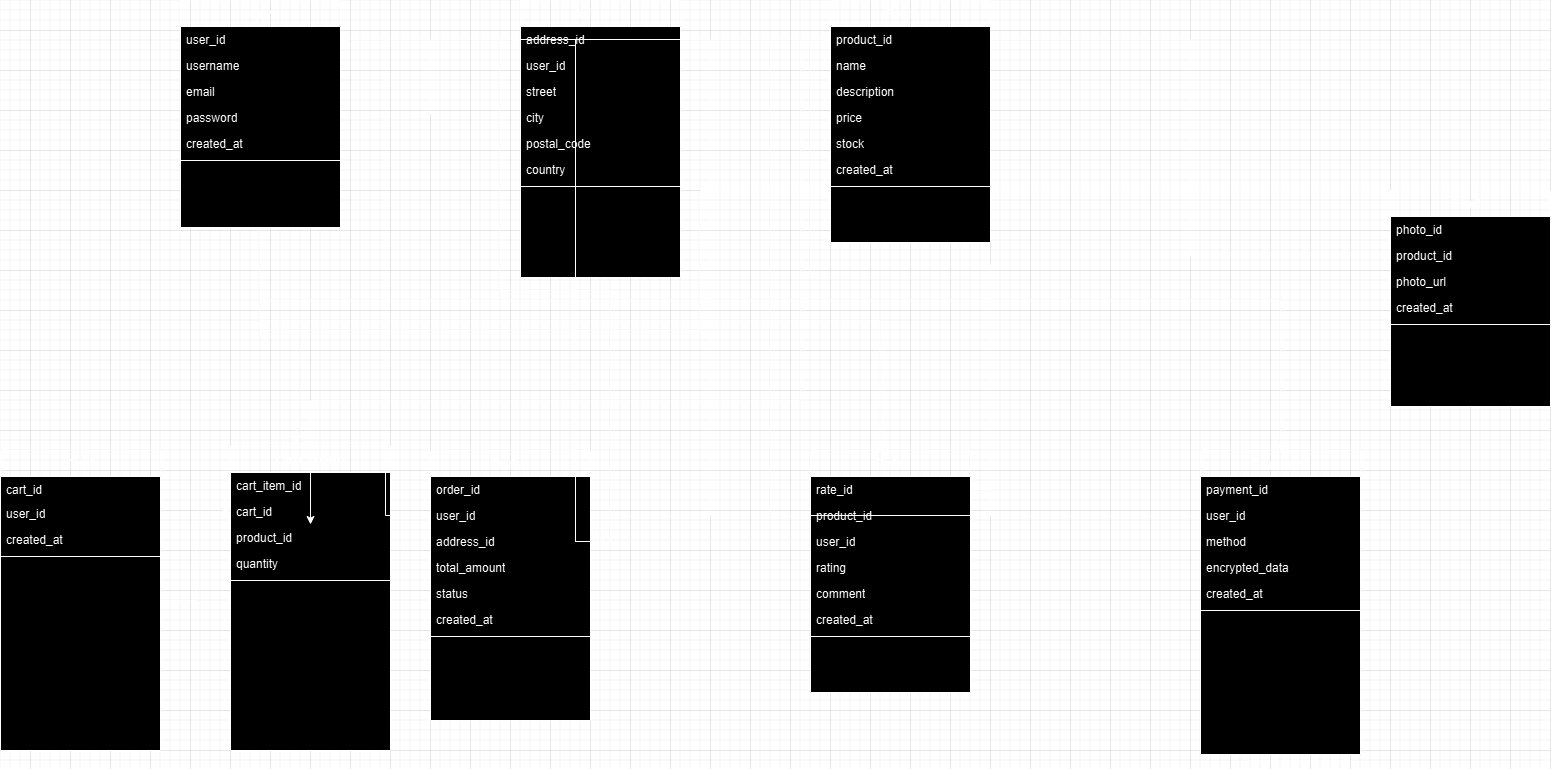 user_id
username
email
password
created_at
address_id
user_id
street
city
postal_code
country
product_id
name
description
price
stock
created_at
photo_id
product_id
photo_url
created_at
cart_id
user_id
created_at
cart_item_id
cart_id
product_id
quantity
order_id
user_id
address_id
total_amount
status
created_at
rate_id
product_id
user_id
rating
comment
created_at
payment_id
user_id
method
encrypted_data
created_at